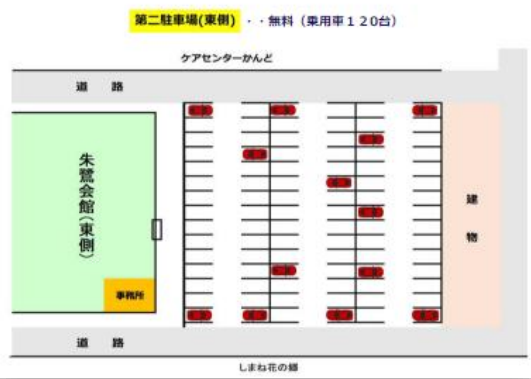 第二駐車場(東側) ・・無料（乗用車１２０台）
ケアセンターかんど
道 路
朱鷺会館(東側)
建物
事務所
道 路
しまね花の郷